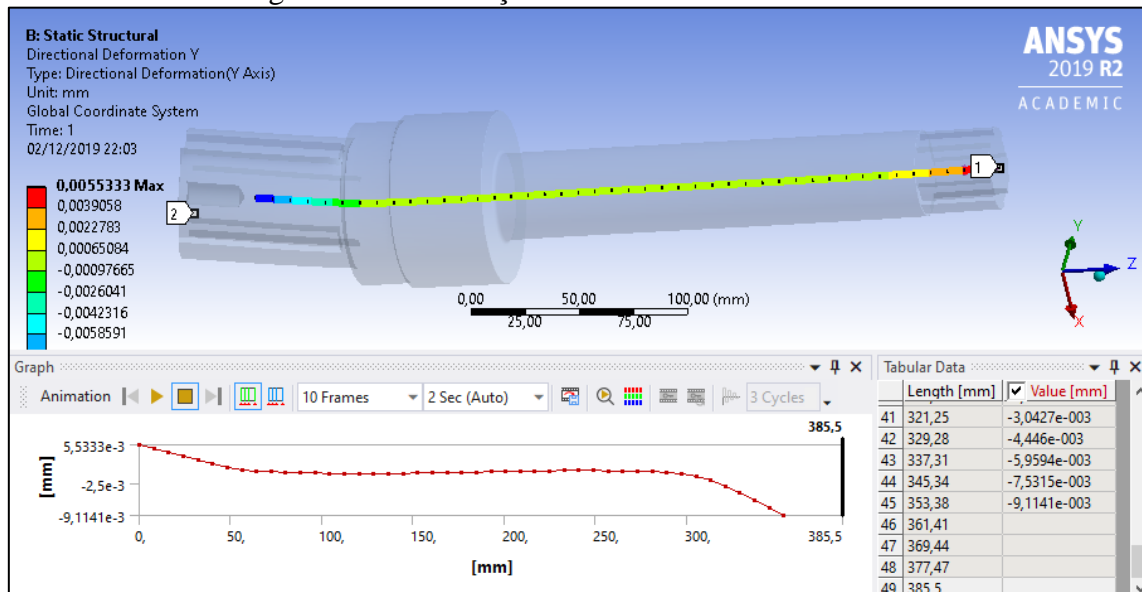 B: Static Structural
Directional Deformation Y
Type: Directional Deformation(Y Axis)
Unit: mm
Global Coordinate System
Time: 1
02/12/2019 22:03
ANSYS
2019 R2
ACADEMIC
0,0055333 Max
0,0039058
0,0022783
0,00065084
-0,00097665
-0,0026041
-0,0042316
-0,0058591
2
1
Y
Z
X
0,00 50,00 100,00 (mm)
25,00 75,00
Graph
Animation 10 Frames 2 Sec (Auto) 3 Cycles
385,5
5,5333e-3
-2,5e-3
-9,1141e-3
[mm]
0, 50, 100, 150, 200, 250, 300, 385,5
[mm]
Tabular Data
Length [mm] Value [mm]
41 321,25 -3,0427e-003
42 329,28 -4,446e-003
43 337,31 -5,9594e-003
44 345,34 -7,5315e-003
45 353,38 -9,1141e-003
46 361,41
47 369,44
48 377,47
49 385,5